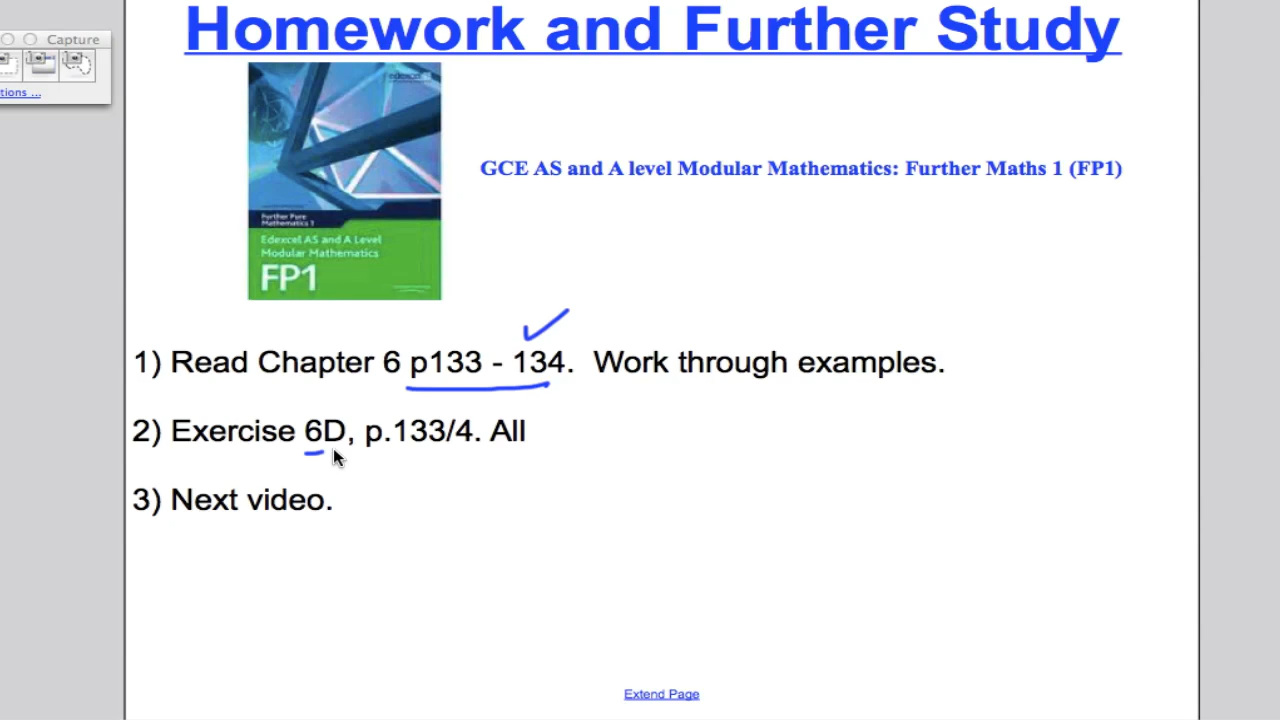 Homework and Further Study
Capture
tions ...
edexcel
GCE AS and A level Modular Mathematics: Further Maths 1 (FP1)
Further Pure
Mathematics 1
Edexcel AS and A Level
Modular Mathematics
FP1
1) Read Chapter 6 p133 - 134.  Work through examples.
2) Exercise 6D, p.133/4. All
3) Next video.
Extend Page